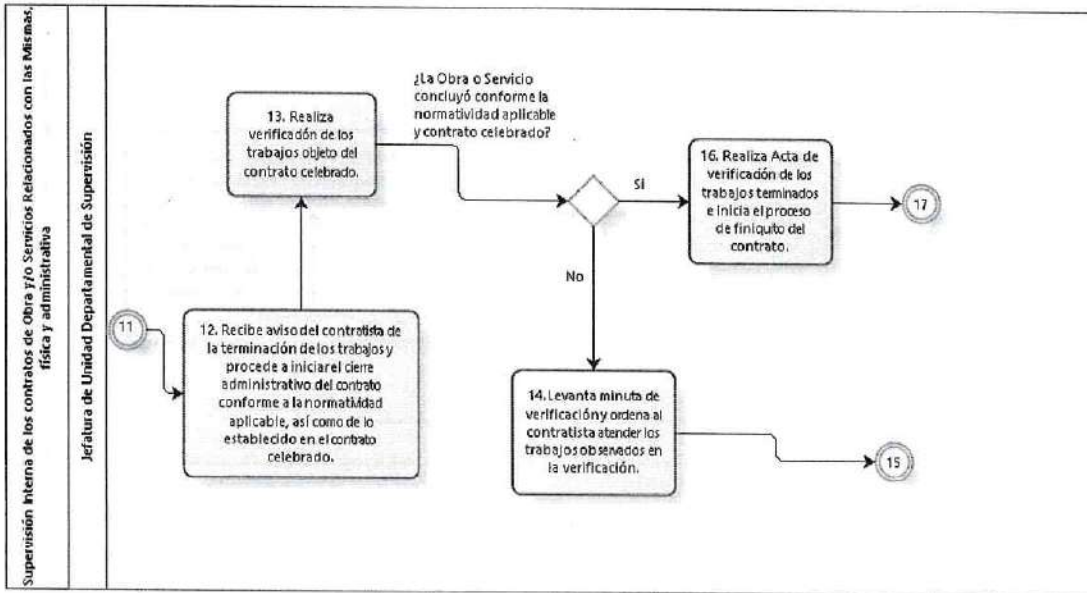 Supervisión Interna de los contratos de Obra y/o Servicios Relacionados con las Mismas,
física y administrativa
Jefatura de Unidad Departamental de Supervisión
11
12. Recibe aviso del contratista de
la terminación de los trabajos y
procede a iniciar el cierre
administrativo del contrato
conforme a la normatividad
aplicable, así como de lo
establecido en el contrato
celebrado.
13. Realiza
verificación de los
trabajos objeto del
contrato celebrado.
¿La Obra o Servicio
concluyó conforme la
normatividad aplicable
y contrato celebrado?
Si
16. Realiza Acta de
verificación de los
trabajos terminados
e inicia el proceso
de finiquito del
contrato.
17
No
14. Levanta minuta de
verificación y ordena al
contratista atender los
trabajos observados en
la verificación.
15